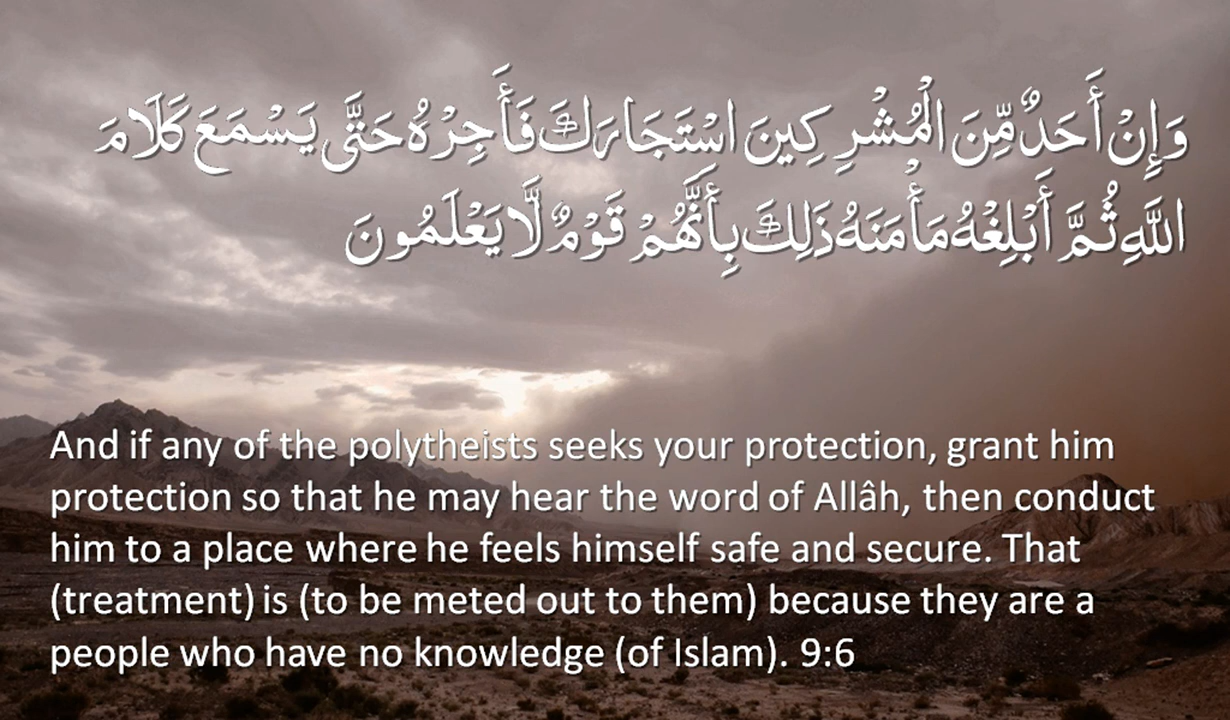 وَإِنْ أَحَدٌ مِّنَ الْمُشْرِكِينَ اسْتَجَارَكَ فَأَجِرْهُ حَتَّى يَسْمَعَ كَلَامَ
اللَّهِ ثُمَّ أَبْلِغْهُ مَأْمَنَهُ ذَلِكَ بِأَنَّهُمْ قَوْمٌ لَّا يَعْلَمُونَ
And if any of the polytheists seeks your protection, grant him
protection so that he may hear the word of Allâh, then conduct
him to a place where he feels himself safe and secure. That
(treatment) is (to be meted out to them) because they are a
people who have no knowledge (of Islam). 9:6